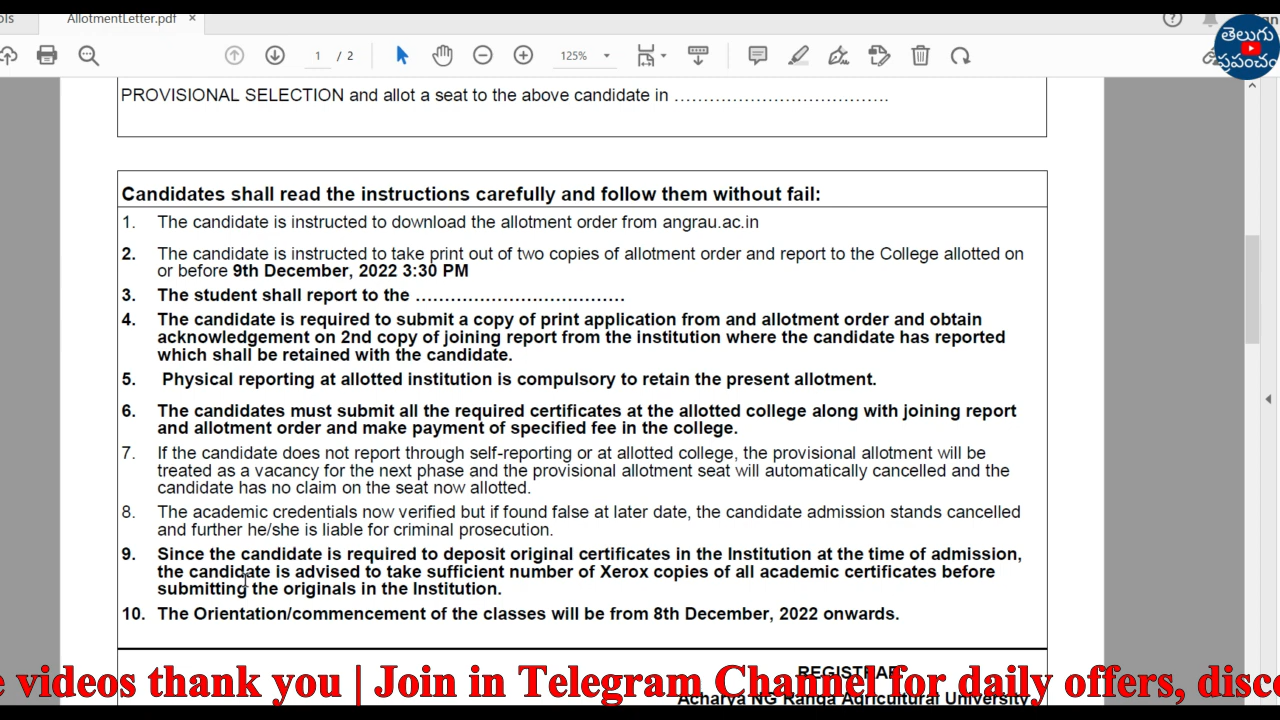 ols AllotmentLetter.pdf ×
1 / 2 125%
తెలుగు
ప్రపంచం
PROVISIONAL SELECTION and allot a seat to the above candidate in ………………………………
Candidates shall read the instructions carefully and follow them without fail:
1. The candidate is instructed to download the allotment order from angrau.ac.in
2. The candidate is instructed to take print out of two copies of allotment order and report to the College allotted on
or before 9th December, 2022 3:30 PM
3. The student shall report to the ………………………………
4. The candidate is required to submit a copy of print application from and allotment order and obtain
acknowledgement on 2nd copy of joining report from the institution where the candidate has reported
which shall be retained with the candidate.
5. Physical reporting at allotted institution is compulsory to retain the present allotment.
6. The candidates must submit all the required certificates at the allotted college along with joining report
and allotment order and make payment of specified fee in the college.
7. If the candidate does not report through self-reporting or at allotted college, the provisional allotment will be
treated as a vacancy for the next phase and the provisional allotment seat will automatically cancelled and the
candidate has no claim on the seat now allotted.
8. The academic credentials now verified but if found false at later date, the candidate admission stands cancelled
and further he/she is liable for criminal prosecution.
9. Since the candidate is required to deposit original certificates in the Institution at the time of admission,
the candidate is advised to take sufficient number of Xerox copies of all academic certificates before
submitting the originals in the Institution.
10. The Orientation/commencement of the classes will be from 8th December, 2022 onwards.
REGISTRAR
e videos thank you | Join in Telegram Channel for daily offers, disco
Acharya NG Ranga Agricultural University